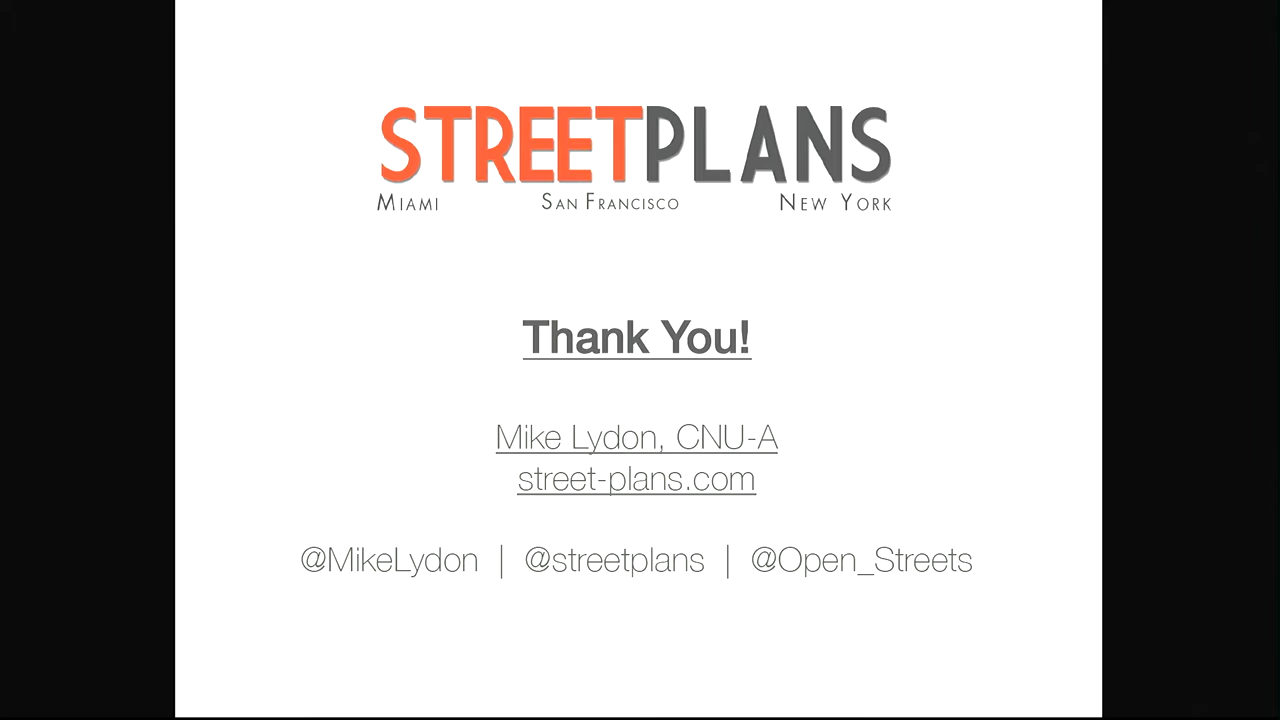 STREETPLANS
MIAMI SAN FRANCISCO NEW YORK
Thank You!
Mike Lydon, CNU-A
street-plans.com
@MikeLydon | @streetplans | @Open_Streets